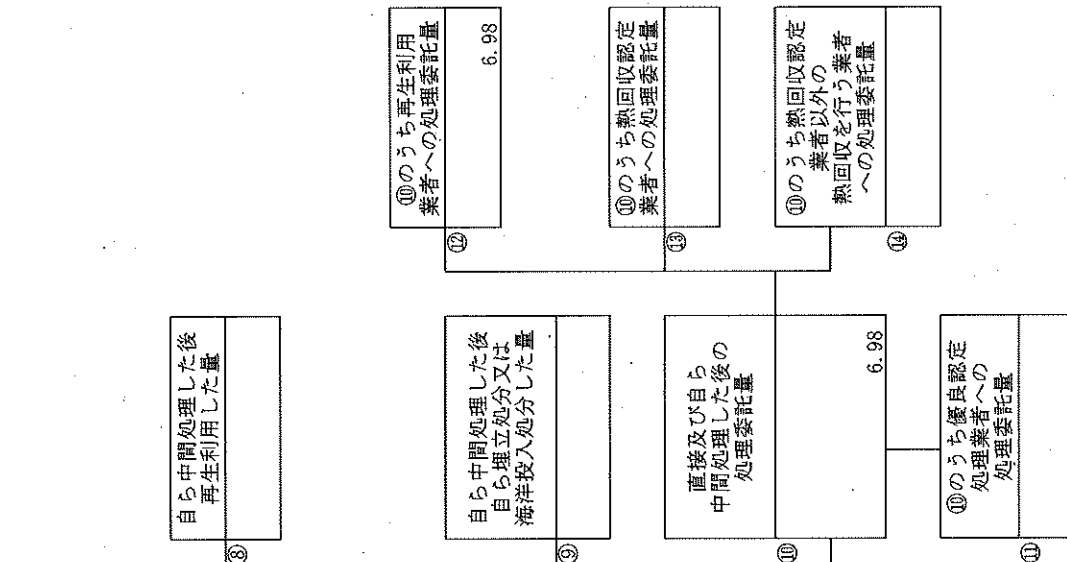 ⑧
自ら中間処理した後
再生利用した量
⑨
自ら中間処理した後
自ら埋立処分又は
海洋投入処分した量
⑩
直接及び自ら
中間処理した後の
処理委託量
6.98
⑪
⑩のうち優良認定
処理業者への
処理委託量
⑫
⑩のうち再生利用
業者への処理委託量
6.98
⑬
⑩のうち熱回収認定
業者への処理委託量
⑭
⑩のうち熱回収認定
業者以外の
熱回収を行う業者
への処理委託量